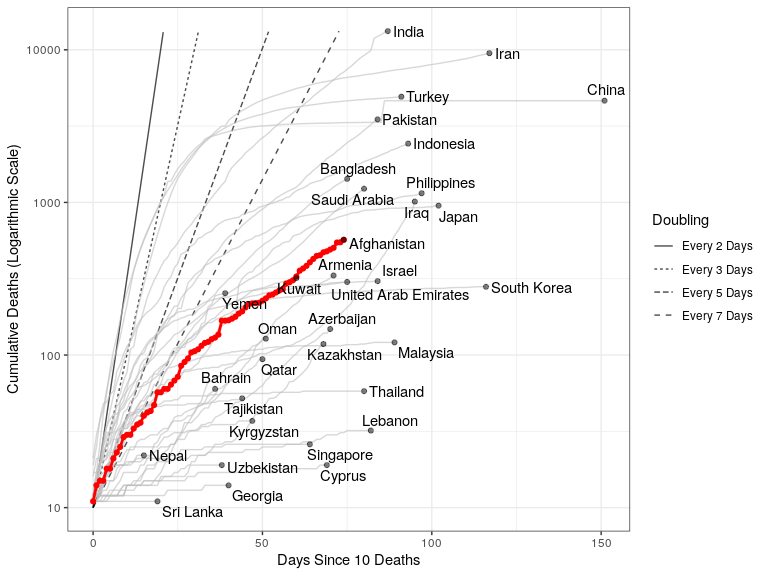 India
Iran
China
Turkey
Pakistan
Indonesia
Bangladesh
Philippines
Saudi Arabia
Iraq
Japan
Afghanistan
Armenia
Israel
Kuwait
South Korea
Yemen
United Arab Emirates
Azerbaijan
Oman
Kazakhstan
Malaysia
Qatar
Bahrain
Thailand
Tajikistan
Lebanon
Kyrgyzstan
Nepal
Singapore
Uzbekistan
Cyprus
Georgia
Sri Lanka
10000
1000
100
10
0
50
100
150
Days Since 10 Deaths
Cumulative Deaths (Logarithmic Scale)
Doubling
Every 2 Days
Every 3 Days
Every 5 Days
Every 7 Days